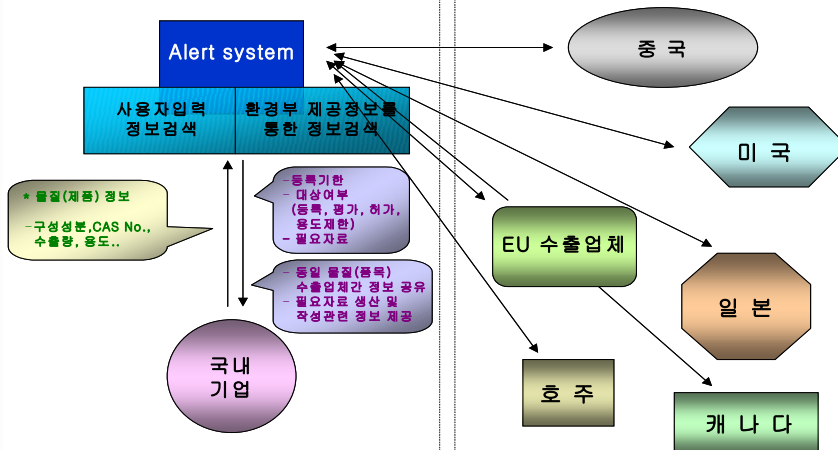 Alert system
사용자입력
정보검색
환경부 제공정보를
통한 정보검색
* 물질(제품) 정보
-구성성분,CAS No.,
수출량, 용도..
-등록기한
- 대상여부
(등록, 평가, 허가,
용도제한)
- 필요자료
- 동일 물질(품목)
수출업체간 정보 공유
- 필요자료 생산 및
작성관련 정보 제공
국내
기업
중 국
미 국
EU 수출업체
일 본
호 주
캐 나 다